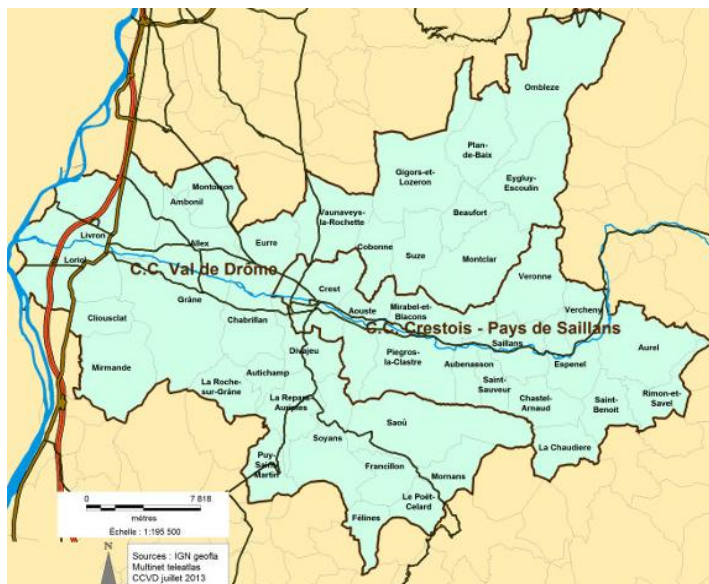 Ombleze
Plan-
de-Baix
Gigors-et-
Lozeron
Eygluy-
Escoulin
Montoison
Ambonil
Vaunaveys-
la-Rochette
Beaufort
Livron
Allex
Eurre
Cobonne
Suze
Montclar
Loriol
C.C. Val de Drôme
Veronne
Crest
Grâne
Aouste
Mirabel-et-
Blacons
Vercheny
Cliousclat
Chabrillan
C.C. Crestois - Pays de Saillans
Saillans
Divajeu
Piegros-
la-Clastre
Aubenasson
Espenel
Aurel
Mirmande
Autichamp
La Roche-
sur-Grâne
Saint-
Sauveur
Chastel-
Arnaud
Saint-
Benoit
Rimon-et-
Savel
La Repara-
Auriples
Saoû
Soyans
La Chaudiere
Puy-
Saint-
Martin
Francillon
Mornans
Le Poët-
Celard
Félines
0 7 818
mètres
Échelle : 1:195 500
N
Sources : IGN geofla
Multinet teleatlas
CCVD juillet 2013